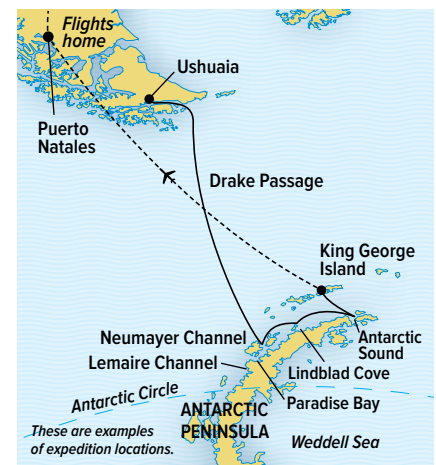 Flights
home
Ushuaia
Puerto
Natales
Drake Passage
King George
Island
Neumayer Channel
Antarctic
Sound
Lemaire Channel
Lindblad Cove
Antarctic Circle
Paradise Bay
ANTARCTIC
PENINSULA
These are examples
of expedition locations.
Weddell Sea